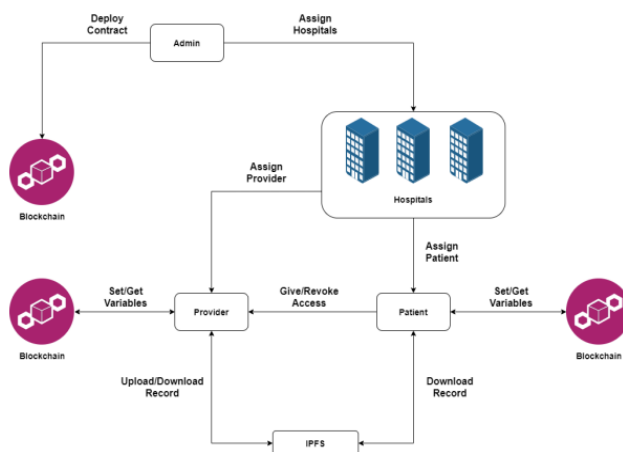 Deploy
Contract
Assign
Hospitals
Admin
Blockchain
Assign
Provider
Hospitals
Assign
Patient
Set/Get
Variables
Give/Revoke
Access
Set/Get
Variables
Provider
Patient
Blockchain
Blockchain
Upload/Download
Record
Download
Record
IPFS